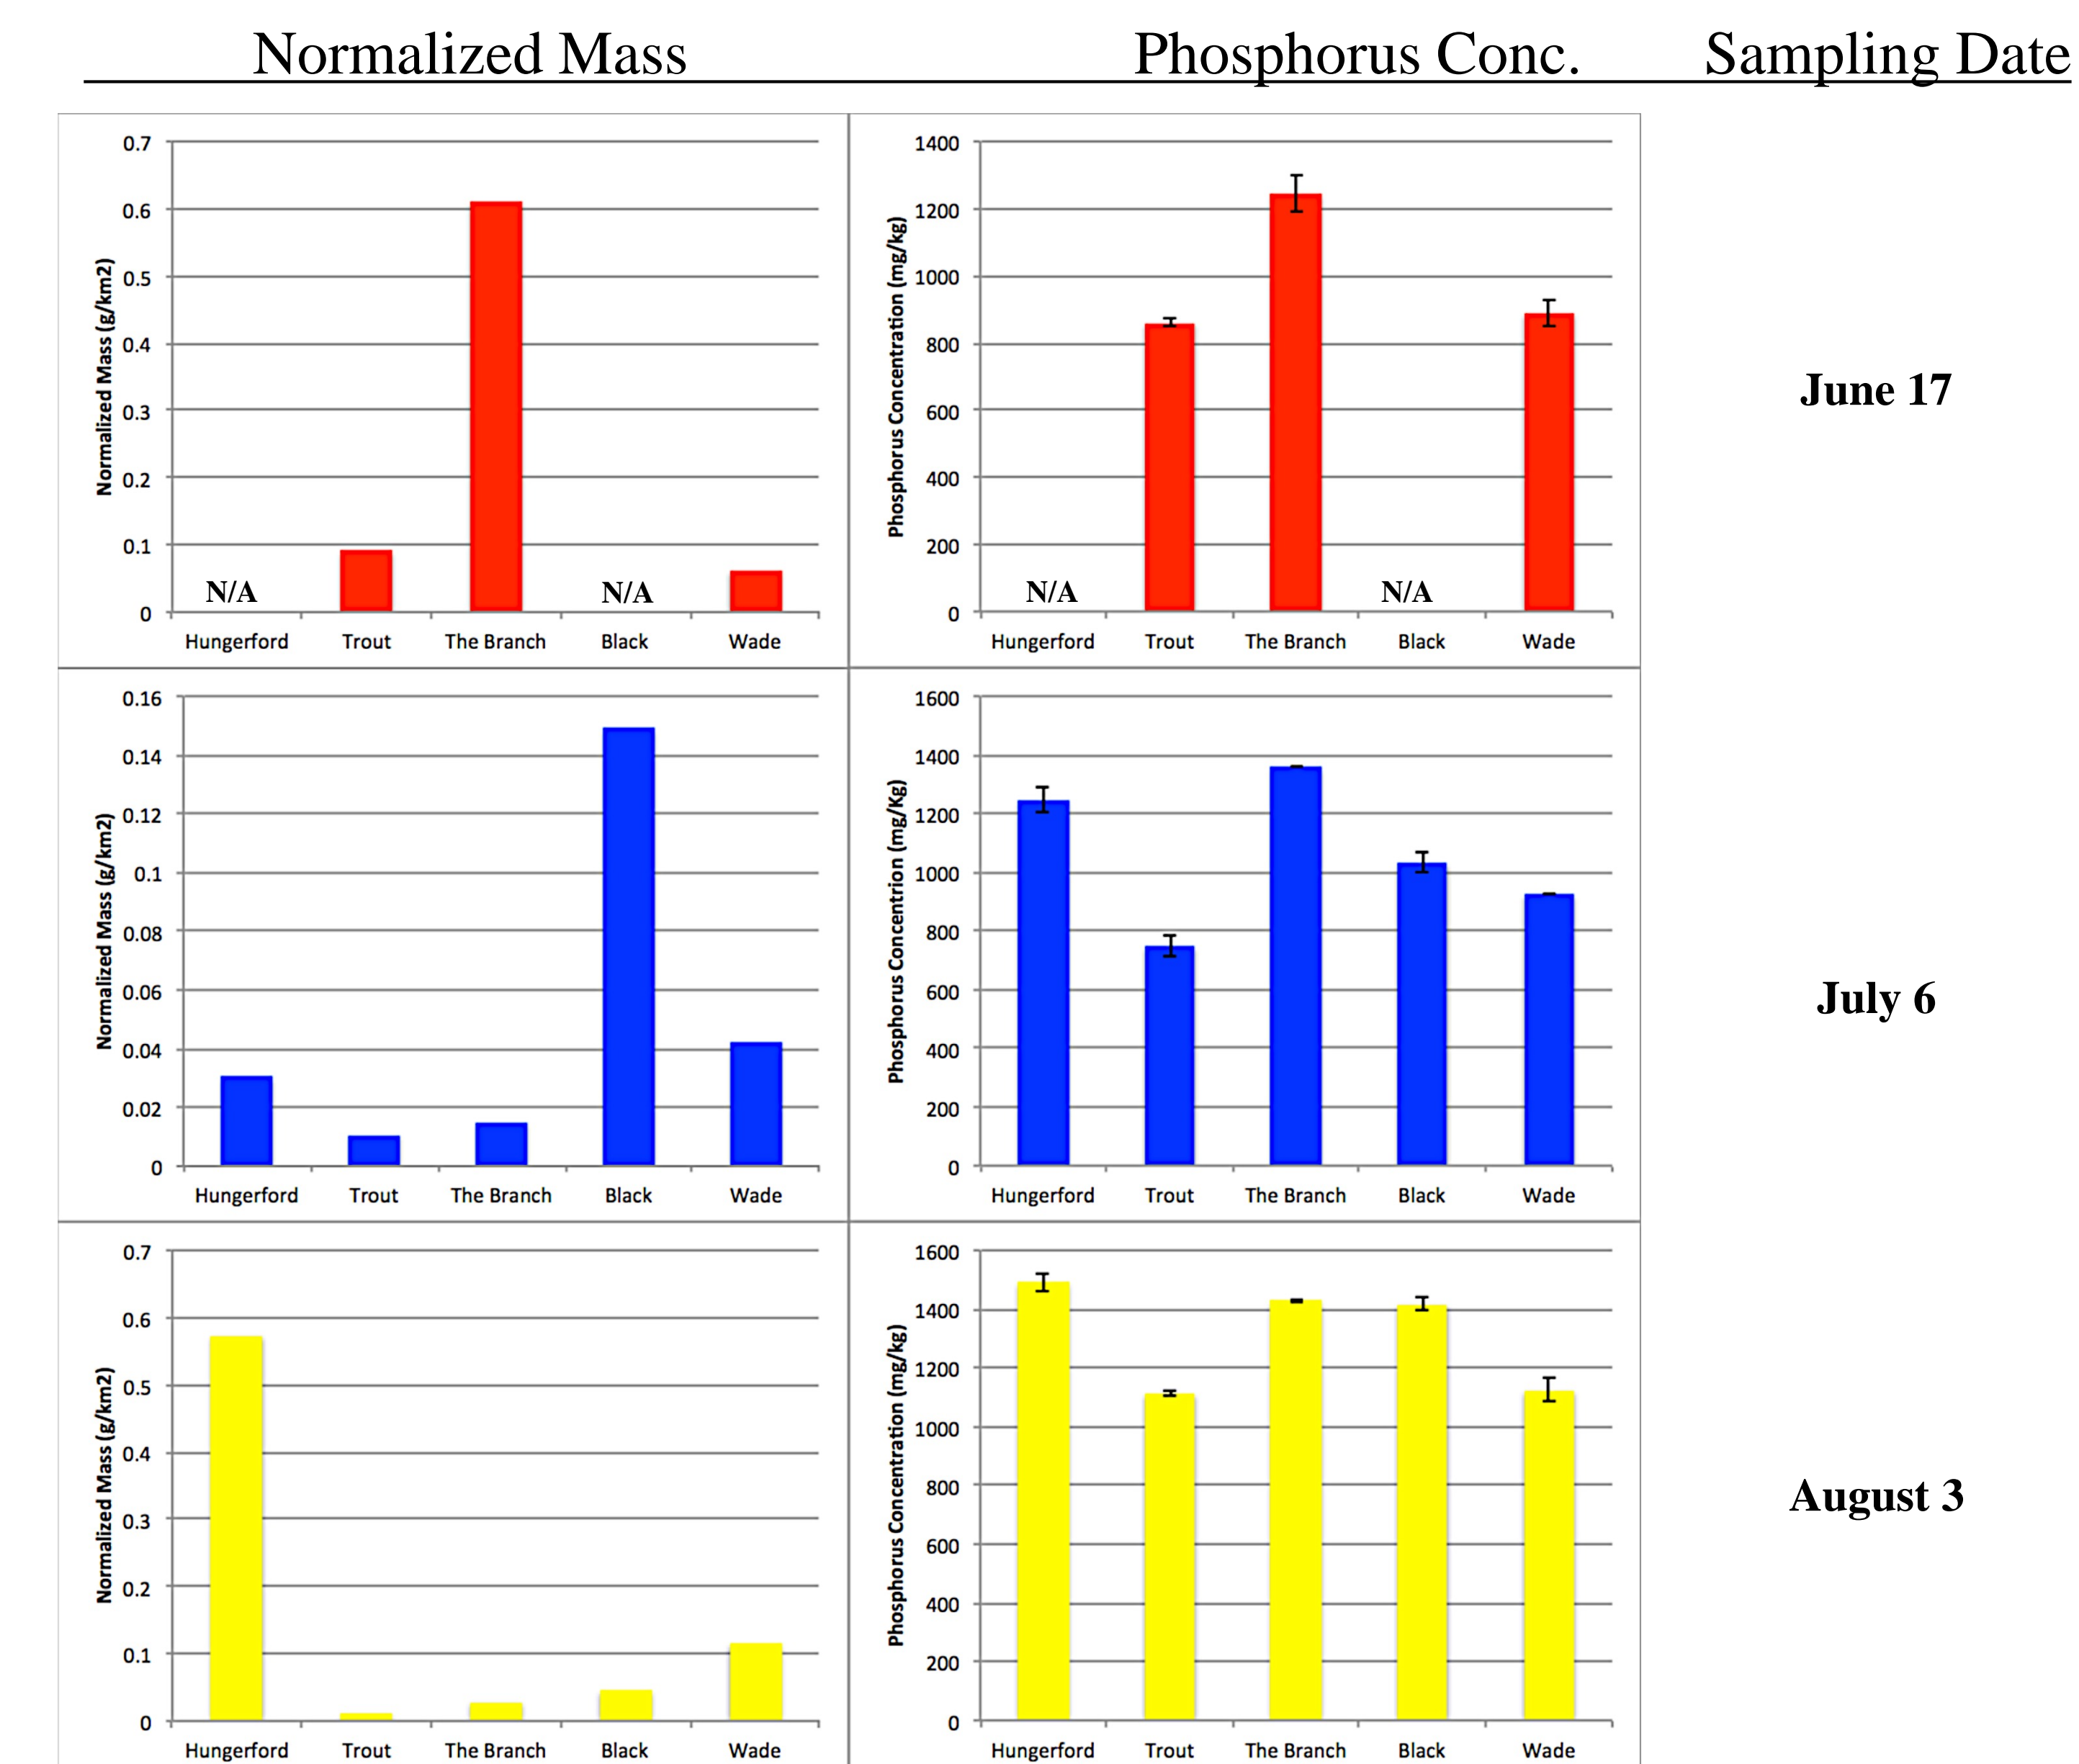 Normalized Mass Phosphorus Conc. Sampling Date
0.7
0.6
0.5
0.4
0.3
0.2
0.1
0
Normalized Mass (g/km2)
N/A
N/A
Hungerford Trout The Branch Black Wade
1400
1200
1000
800
600
400
200
0
Phosphorus Concentration (mg/kg)
N/A
N/A
Hungerford Trout The Branch Black Wade
June 17
0.16
0.14
0.12
0.1
0.08
0.06
0.04
0.02
0
Normalized Mass (g/km2)
Hungerford Trout The Branch Black Wade
1600
1400
1200
1000
800
600
400
200
0
Phosphorus Concentrion (mg/Kg)
Hungerford Trout The Branch Black Wade
July 6
0.7
0.6
0.5
0.4
0.3
0.2
0.1
0
Normalized Mass (g/km2)
Hungerford Trout The Branch Black Wade
1600
1400
1200
1000
800
600
400
200
0
Phosphorus Concentration (mg/kg)
Hungerford Trout The Branch Black Wade
August 3